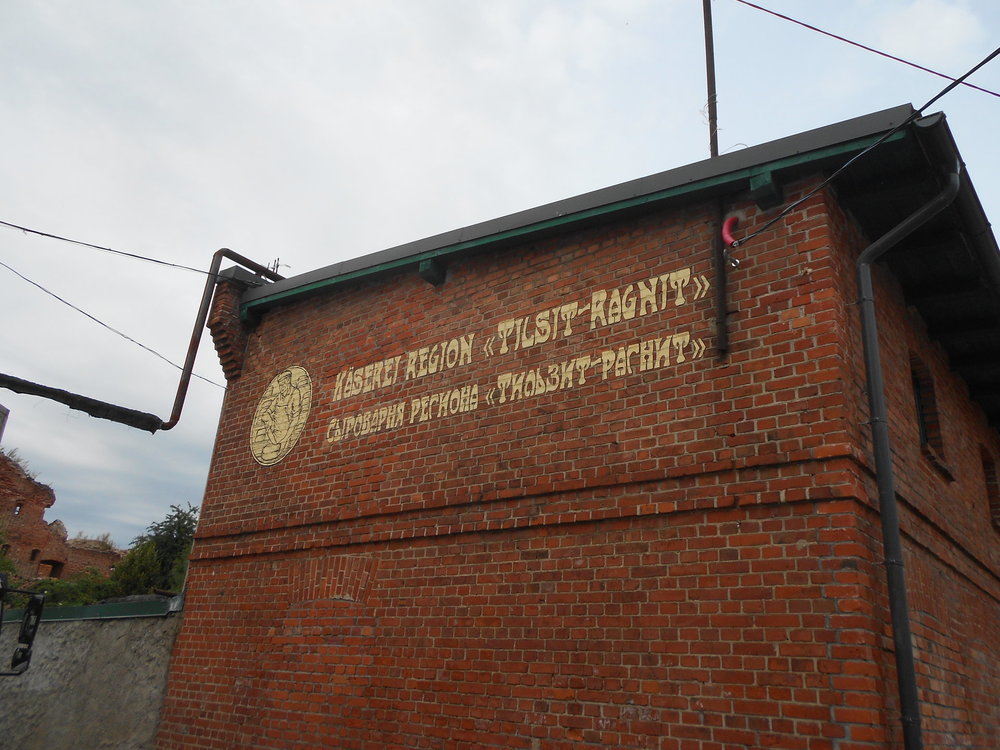 KÄSEREI REGION «TILSIT-RAGNIT»
СЫРОВАРНЯ РЕГИОНА «ТИЛЬЗИТ-РАГНИТ»